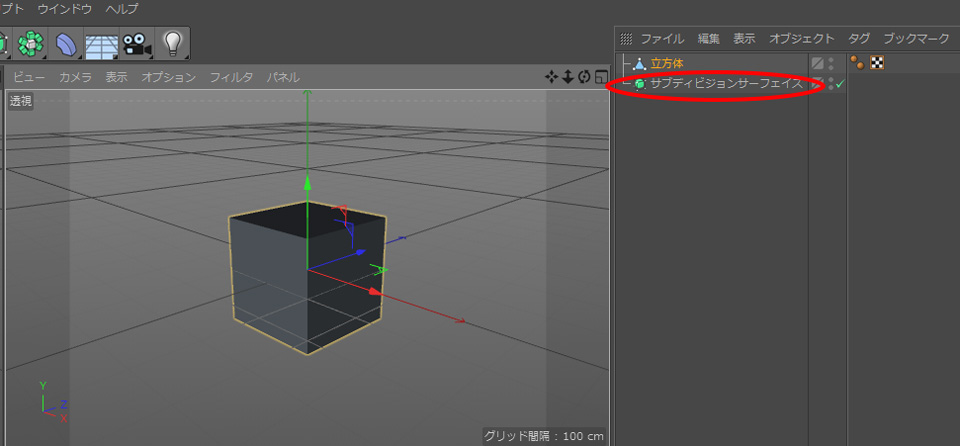 プト ウインドウ ヘルプ
ファイル 編集 表示 オブジェクト タグ ブックマーク
立方体
サブディビジョンサーフェイス
ビュー カメラ 表示 オプション フィルタ パネル
透視
Y
Z
X
グリッド間隔 : 100 cm